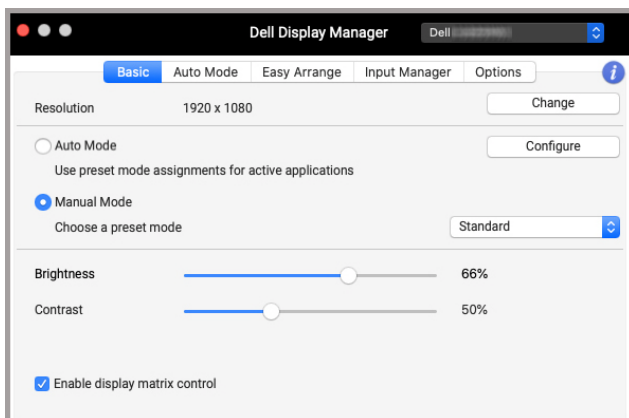 Dell Display Manager Dell
Basic Auto Mode Easy Arrange Input Manager Options i
Resolution 1920 x 1080 Change
Auto Mode Configure
Use preset mode assignments for active applications
Manual Mode
Choose a preset mode Standard
Brightness 66%
Contrast 50%
Enable display matrix control